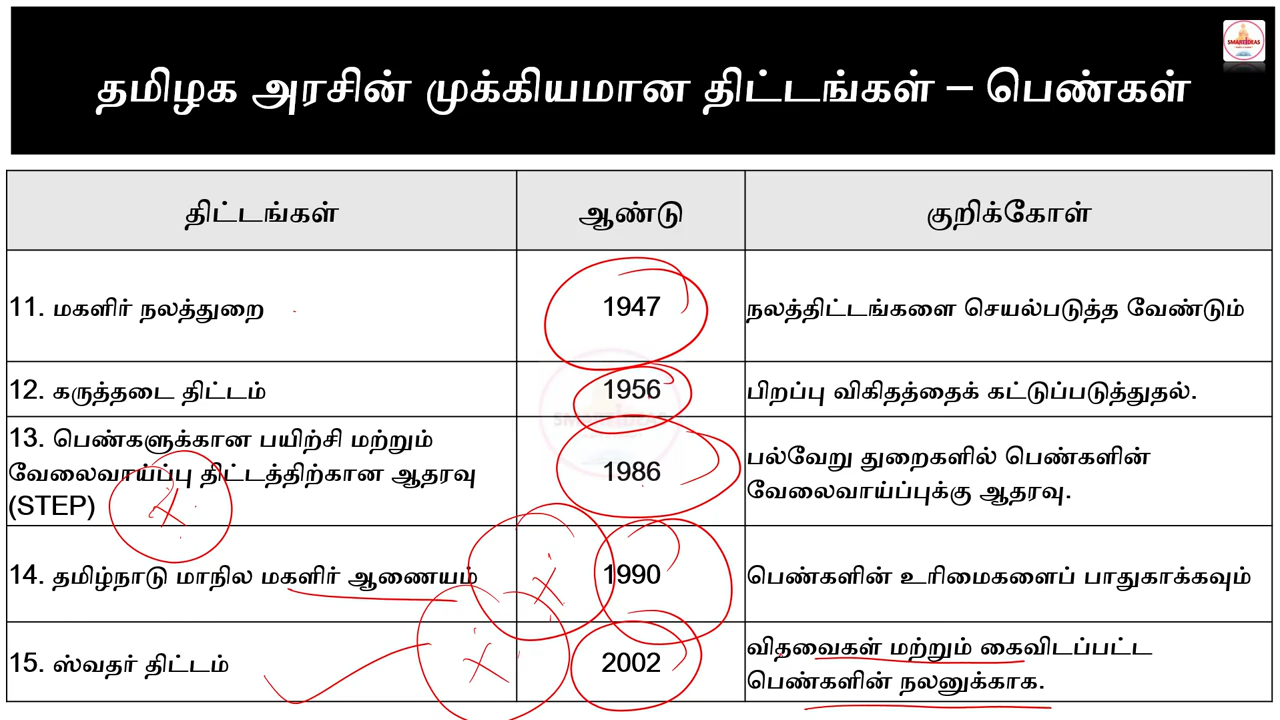 SMART IDEAS
தமிழக அரசின் முக்கியமான திட்டங்கள் – பெண்கள்
திட்டங்கள் ஆண்டு குறிக்கோள்
11. மகளிர் நலத்துறை 1947 நலத்திட்டங்களை செயல்படுத்த வேண்டும்
12. கருத்தடை திட்டம் 1956 பிறப்பு விகிதத்தைக் கட்டுப்படுத்துதல்.
13. பெண்களுக்கான பயிற்சி மற்றும்
வேலைவாய்ப்பு திட்டத்திற்கான ஆதரவு
(STEP)
1986
பல்வேறு துறைகளில் பெண்களின்
வேலைவாய்ப்புக்கு ஆதரவு.
14. தமிழ்நாடு மாநில மகளிர் ஆணையம் 1990 பெண்களின் உரிமைகளைப் பாதுகாக்கவும்
15. ஸ்வதர் திட்டம் 2002
விதவைகள் மற்றும் கைவிடப்பட்ட
பெண்களின் நலனுக்காக.